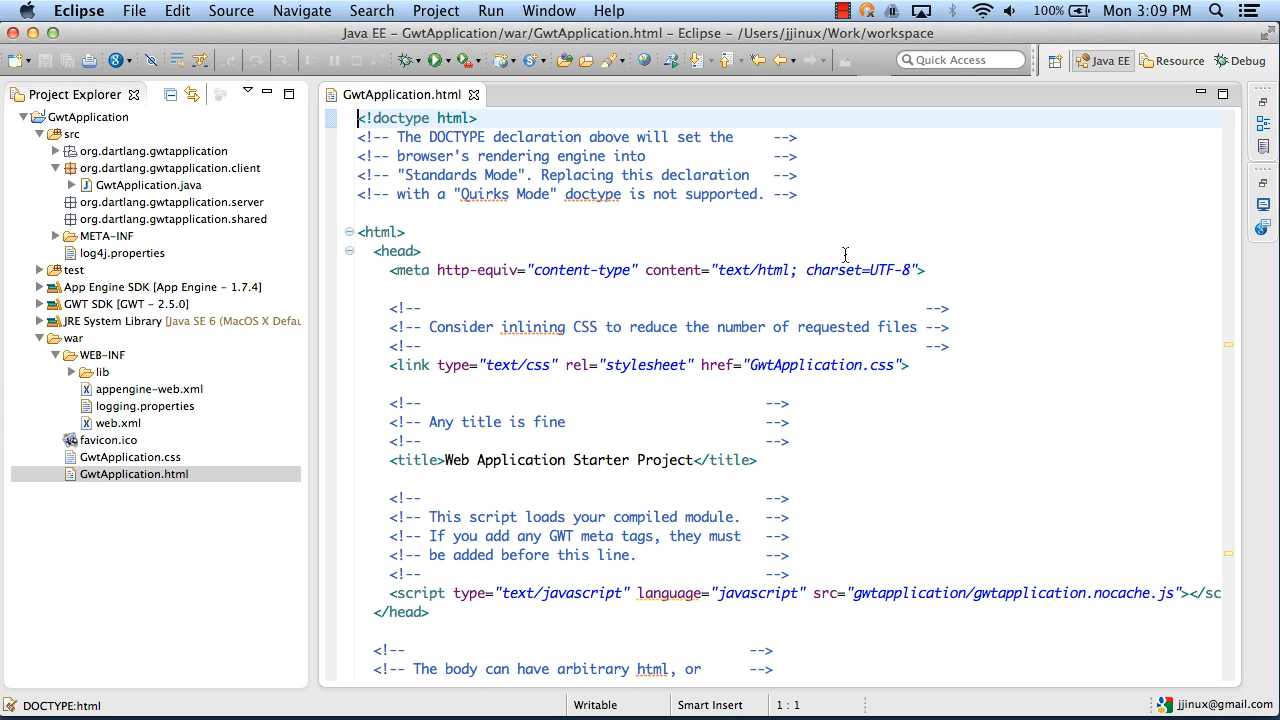 Eclipse File Edit Source Navigate Search Project Run Window Help 100% Mon 3:09 PM
Java EE – GwtApplication/war/GwtApplication.html – Eclipse – /Users/jjinux/Work/workspace
Quick Access Java EE Resource Debug
Project Explorer
GwtApplication
src
org.dartlang.gwtapplication
org.dartlang.gwtapplication.client
GwtApplication.java
org.dartlang.gwtapplication.server
org.dartlang.gwtapplication.shared
META-INF
log4j.properties
test
App Engine SDK [App Engine - 1.7.4]
GWT SDK [GWT - 2.5.0]
JRE System Library [Java SE 6 (MacOS X Defau
war
WEB-INF
lib
appengine-web.xml
logging.properties
web.xml
favicon.ico
GwtApplication.css
GwtApplication.html
GwtApplication.html
<!doctype html>
<!-- The DOCTYPE declaration above will set the -->
<!-- browser's rendering engine into -->
<!-- "Standards Mode". Replacing this declaration -->
<!-- with a "Quirks Mode" doctype is not supported. -->
<html>
<head>
<meta http-equiv="content-type" content="text/html; charset=UTF-8">
<!-- -->
<!-- Consider inlining CSS to reduce the number of requested files -->
<!-- -->
<link type="text/css" rel="stylesheet" href="GwtApplication.css">
<!-- -->
<!-- Any title is fine -->
<!-- -->
<title>Web Application Starter Project</title>
<!-- -->
<!-- This script loads your compiled module. -->
<!-- If you add any GWT meta tags, they must -->
<!-- be added before this line. -->
<!-- -->
<script type="text/javascript" language="javascript" src="gwtapplication/gwtapplication.nocache.js"></sc
</head>
<!-- -->
<!-- The body can have arbitrary html, or -->
DOCTYPE:html Writable Smart Insert 1 : 1 jjinux@gmail.com